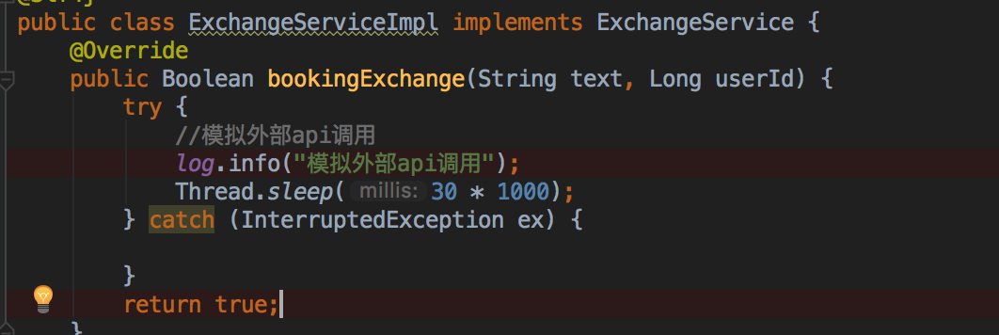 public class ExchangeServiceImpl implements ExchangeService {
@Override
public Boolean bookingExchange(String text, Long userId) {
try {
//模拟外部api调用
log.info("模拟外部api调用");
Thread.sleep( millis: 30 * 1000);
} catch (InterruptedException ex) {
}
return true;
}